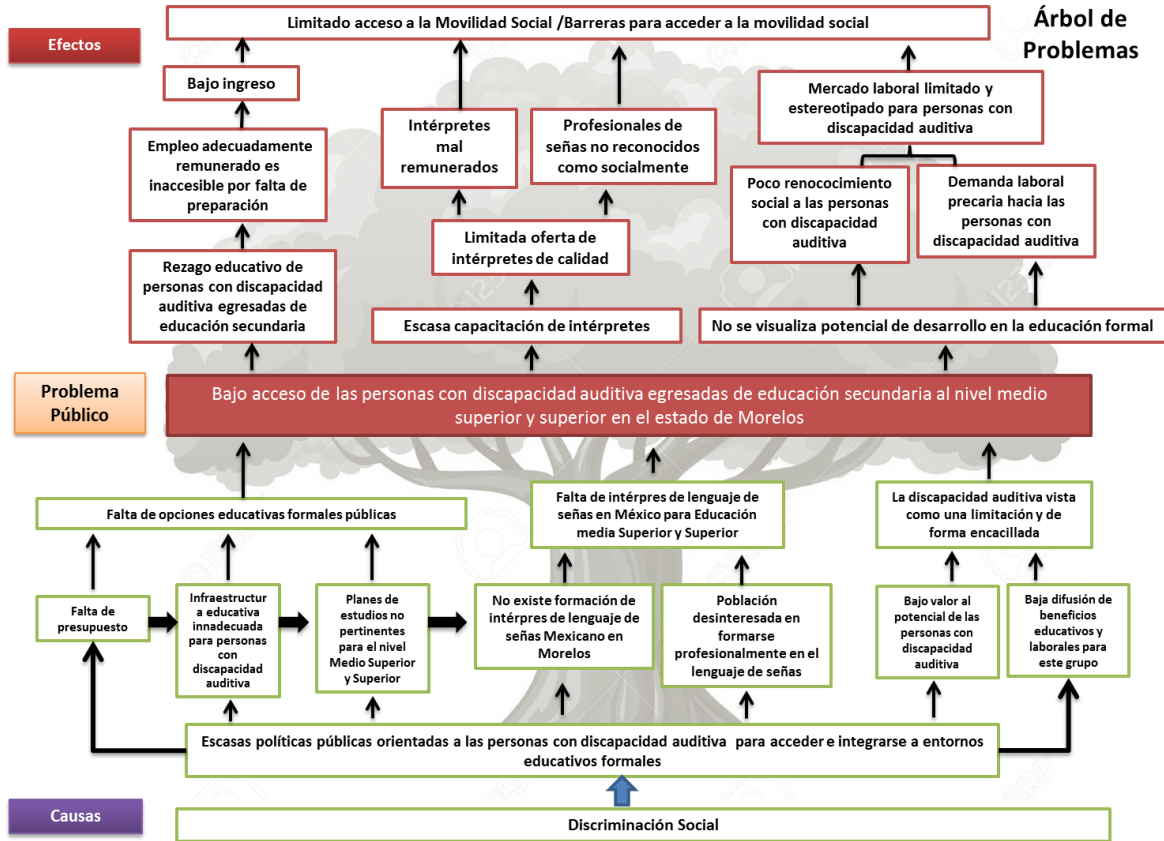 Limitado acceso a la Movilidad Social /Barreras para acceder a la movilidad social
Árbol de
Problemas
Efectos
Bajo ingreso
Empleo adecuadamente
remunerado es
inaccesible por falta de
preparación
Rezago educativo de
personas con discapacidad
auditiva egresadas de
educación secundaria
Intérpretes
mal
remunerados
Profesionales de
señas no reconocidos
como socialmente
Limitada oferta de
intérpretes de calidad
Escasa capacitación de intérpretes
Mercado laboral limitado y
estereotipado para personas con
discapacidad auditiva
Poco renococimiento
social a las personas
con discapacidad
auditiva
Demanda laboral
precaria hacia las
personas con
discapacidad auditiva
No se visualiza potencial de desarrollo en la educación formal
Problema
Público
Bajo acceso de las personas con discapacidad auditiva egresadas de educación secundaria al nivel medio
superior y superior en el estado de Morelos
Falta de opciones educativas formales públicas
Falta de intérpres de lenguaje de
señas en México para Educación
media Superior y Superior
La discapacidad auditiva vista
como una limitación y de
forma encacillada
Falta de
presupuesto
Infraestructur
a educativa
innadecuada
para personas
con
discapacidad
auditiva
Planes de
estudios no
pertinentes
para el nivel
Medio Superior
y Superior
No existe formación de
intérpres de lenguaje de
señas Mexicano en
Morelos
Población
desinteresada en
formarse
profesionalmente en el
lenguaje de señas
Bajo valor al
potencial de las
personas con
discapacidad
auditiva
Baja difusión de
beneficios
educativos y
laborales para
este grupo
Escasas políticas públicas orientadas a las personas con discapacidad auditiva para acceder e integrarse a entornos
educativos formales
Causas
Discriminación Social